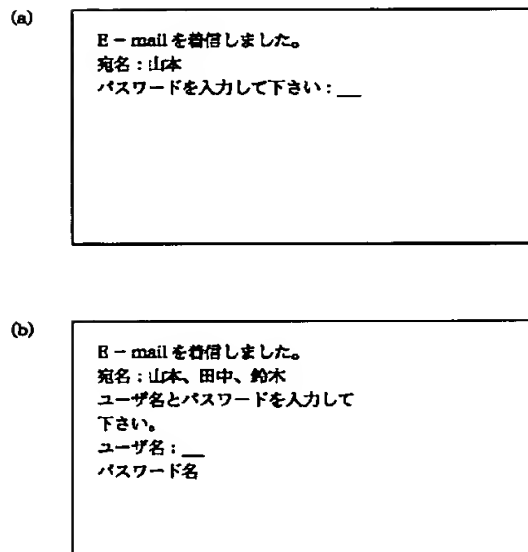 (a)
E－mailを着信しました。
宛名：山本
パスワードを入力して下さい：__
(b)
E－mailを着信しました。
宛名：山本、田中、鈴木
ユーザ名とパスワードを入力して
下さい。
ユーザ名：__
パスワード名